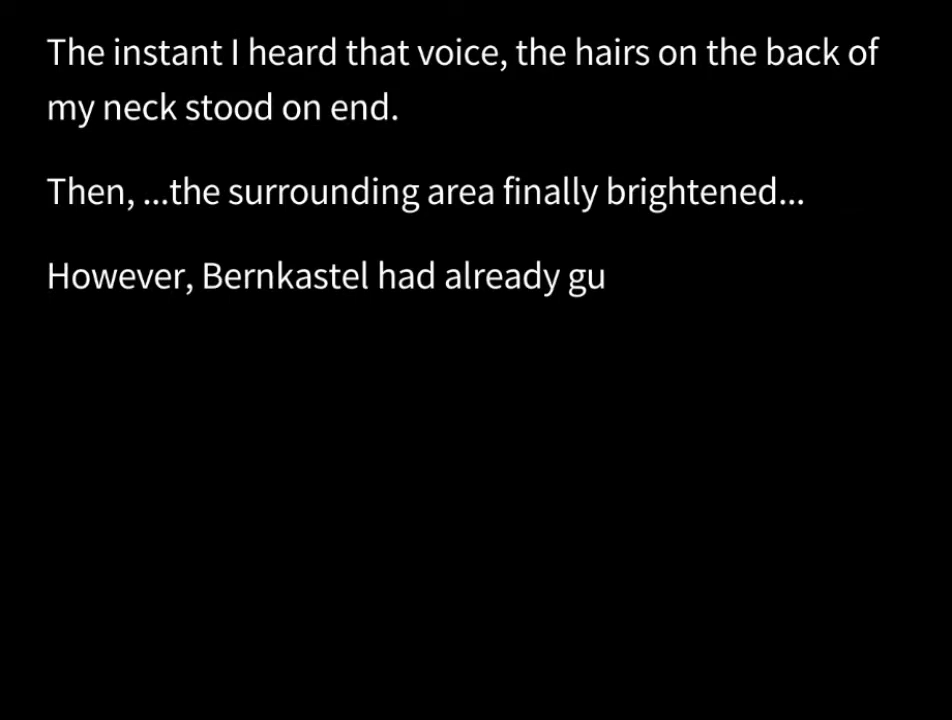 The instant I heard that voice, the hairs on the back of
my neck stood on end.
Then, ...the surrounding area finally brightened...
However, Bernkastel had already gu